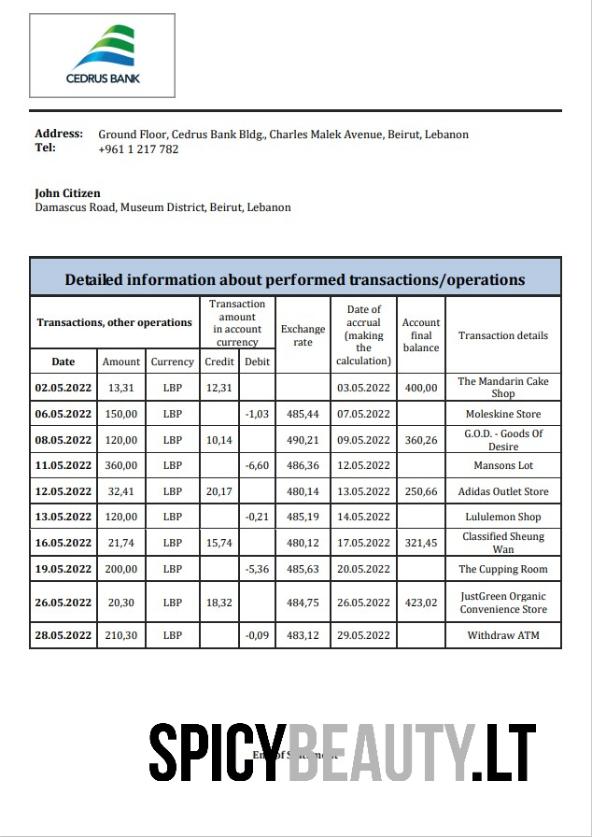 CEDRUS BANK
Address: Ground Floor, Cedrus Bank Bldg., Charles Malek Avenue, Beirut, Lebanon
Tel: +961 1 217 782
John Citizen
Damascus Road, Museum District, Beirut, Lebanon
Detailed information about performed transactions/operations
Transactions, other operations
Transaction
amount
in account
currency
Exchange
rate
Date of
accrual
(making
the
calculation)
Account
final
balance
Transaction details
Date Amount Currency Credit Debit
02.05.2022 13,31 LBP 12,31 03.05.2022 400,00 The Mandarin Cake
Shop
06.05.2022 150,00 LBP -1,03 485,44 07.05.2022 Moleskine Store
08.05.2022 120,00 LBP 10,14 490,21 09.05.2022 360,26 G.O.D. - Goods Of
Desire
11.05.2022 360,00 LBP -6,60 486,36 12.05.2022 Mansons Lot
12.05.2022 32,41 LBP 20,17 480,14 13.05.2022 250,66 Adidas Outlet Store
13.05.2022 120,00 LBP -0,21 485,19 14.05.2022 Lululemon Shop
16.05.2022 21,74 LBP 15,74 480,12 17.05.2022 321,45 Classified Sheung
Wan
19.05.2022 200,00 LBP -5,36 485,63 20.05.2022 The Cupping Room
26.05.2022 20,30 LBP 18,32 484,75 26.05.2022 423,02 JustGreen Organic
Convenience Store
28.05.2022 210,30 LBP -0,09 483,12 29.05.2022 Withdraw ATM
SPICYBEAUTY.LT